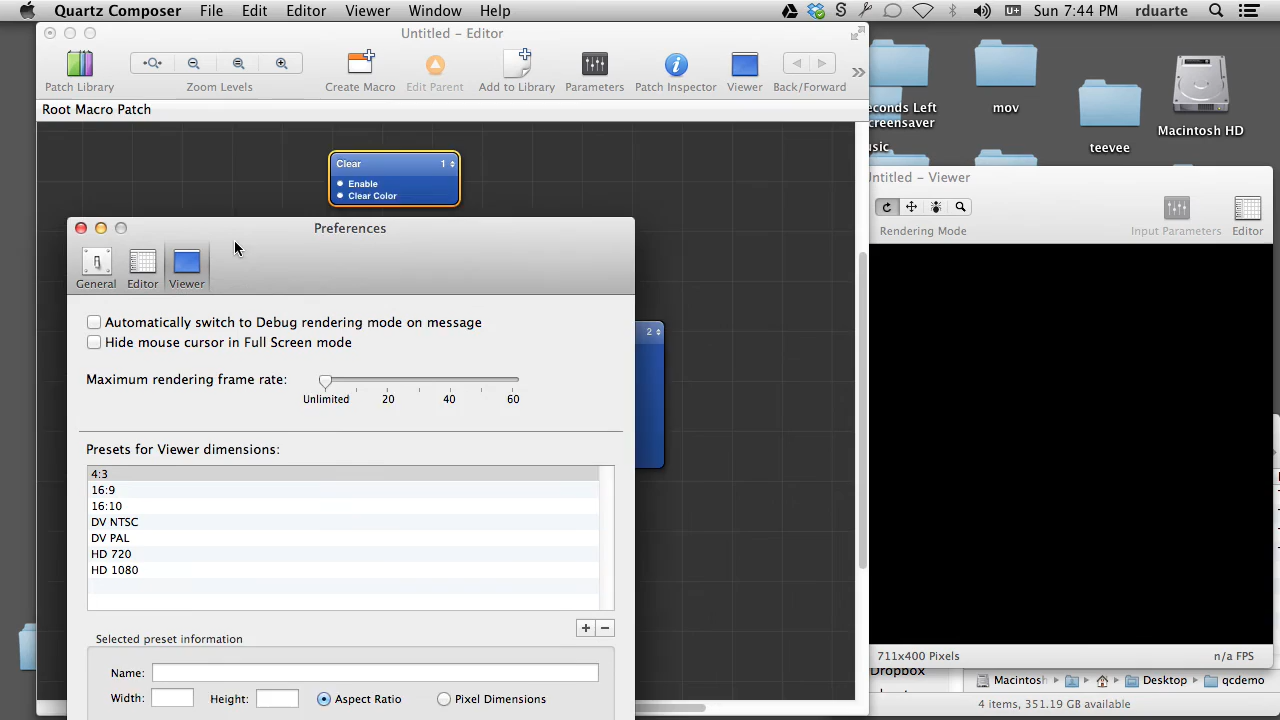 Quartz Composer File Edit Editor Viewer Window Help
Sun 7:44 PM rduarte
Untitled – Editor
Patch Library Zoom Levels Create Macro Edit Parent Add to Library Parameters Patch Inspector Viewer Back/Forward
Root Macro Patch
Clear 1
Enable
Clear Color
2
Preferences
General Editor Viewer
Automatically switch to Debug rendering mode on message
Hide mouse cursor in Full Screen mode
Maximum rendering frame rate:
Unlimited 20 40 60
Presets for Viewer dimensions:
4:3
16:9
16:10
DV NTSC
DV PAL
HD 720
HD 1080
+ −
Selected preset information
Name:
Width: Height: Aspect Ratio Pixel Dimensions
econds Left
creensaver
mov
teevee
Macintosh HD
usic
Untitled – Viewer
Rendering Mode Input Parameters Editor
711x400 Pixels n/a FPS
Dropbox
Macintosh Desktop qcdemo
4 items, 351.19 GB available